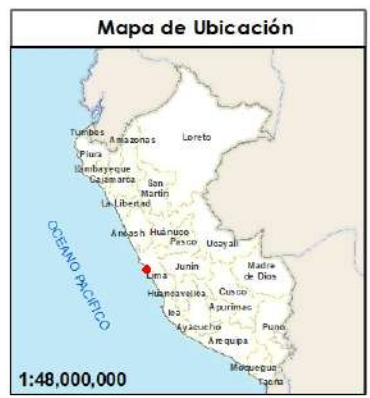 Mapa de Ubicación
Tumbes
Amazonas
Loreto
Piura
Lambayeque
Cajamarca
San
Martin
La Libertad
Ancash
Huánuco
Pasco
Ucayali
OCEANO PACIFICO
Lima
Junin
Madre
de Dios
Huancavelica
Cusco
Ica
Apurimac
Ayacucho
Puno
Arequipa
Moquegua
Tacna
1:48,000,000